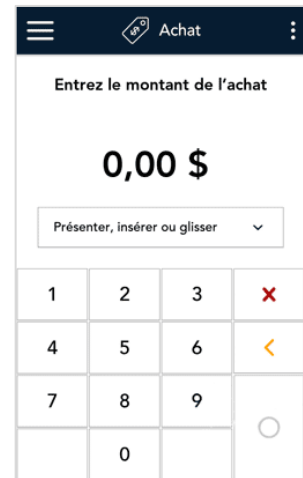 Achat
Entrez le montant de l'achat
0,00 $
Présenter, insérer ou glisser
1 2 3
4 5 6
7 8 9
0